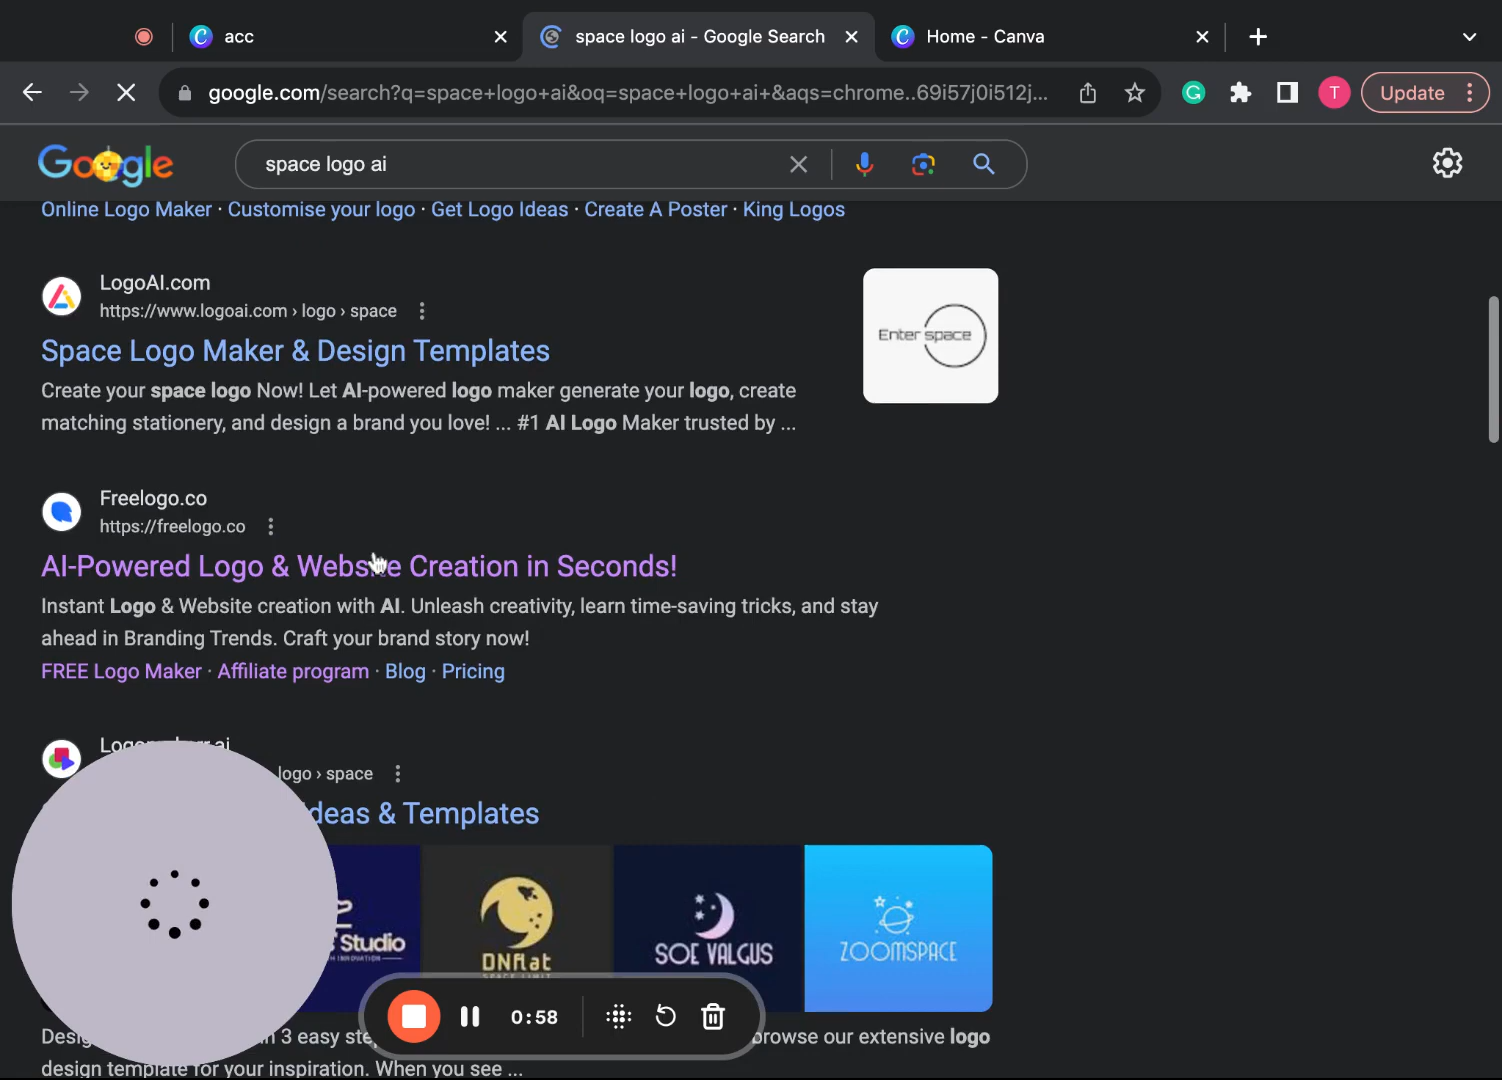 acc
space logo ai - Google Search
Home - Canva
google.com/search?q=space+logo+ai&oq=space+logo+ai+&aqs=chrome..69i57j0i512j...
T
Update
Google
space logo ai
Online Logo Maker · Customise your logo · Get Logo Ideas · Create A Poster · King Logos
LogoAI.com
https://www.logoai.com › logo › space
Space Logo Maker & Design Templates
Create your space logo Now! Let AI-powered logo maker generate your logo, create
matching stationery, and design a brand you love! ... #1 AI Logo Maker trusted by ...
Enter space
Freelogo.co
https://freelogo.co
AI-Powered Logo & Website Creation in Seconds!
Instant Logo & Website creation with AI. Unleash creativity, learn time-saving tricks, and stay
ahead in Branding Trends. Craft your brand story now!
FREE Logo Maker · Affiliate program · Blog · Pricing
logo › space
Ideas & Templates
Studio
DNflat
SPACE LIMIT
SOE VALGUS
ZOOMSPACE
0:58
3 easy
browse our extensive logo
design template for your inspiration. When you see ...